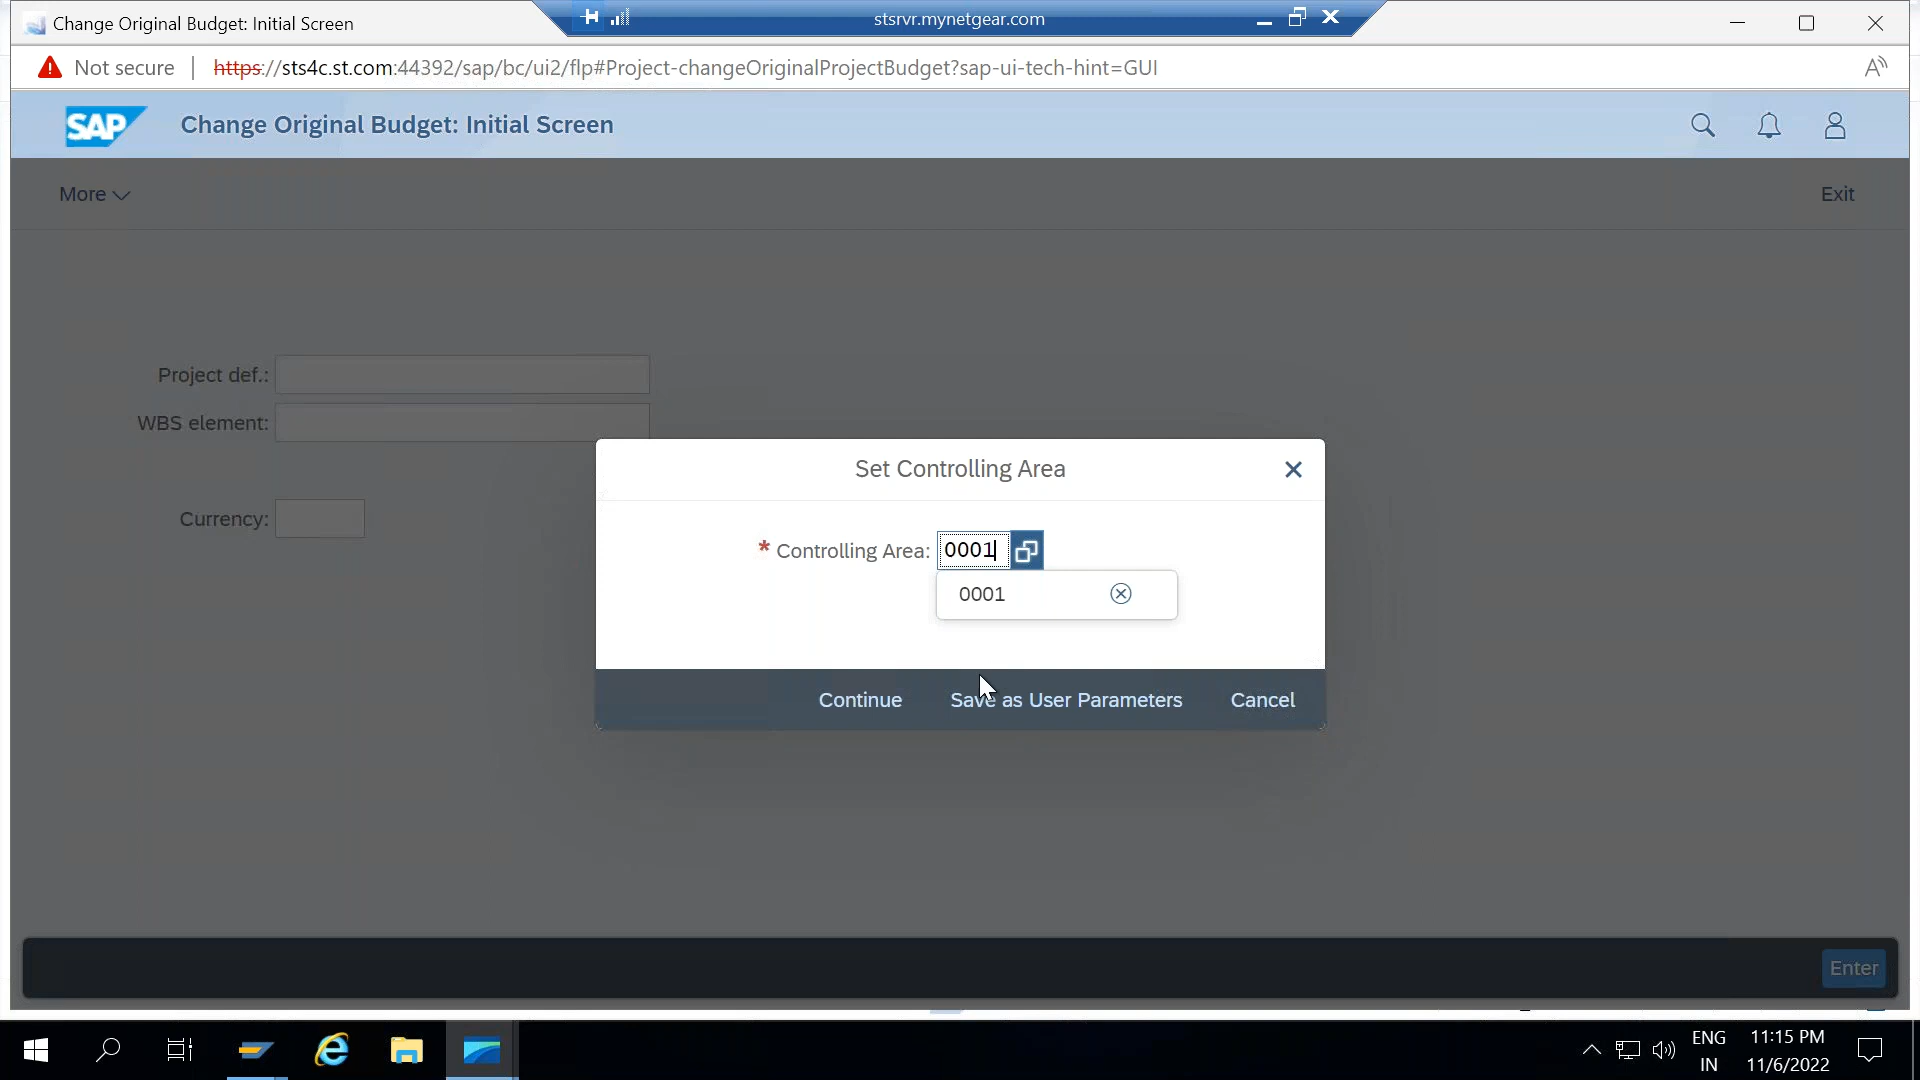 Change Original Budget: Initial Screen
stsrvr.mynetgear.com
Not secure
https://sts4c.st.com:44392/sap/bc/ui2/flp#Project-changeOriginalProjectBudget?sap-ui-tech-hint=GUI
SAP
Change Original Budget: Initial Screen
More
Exit
Project def.:
WBS element:
Currency:
Set Controlling Area
* Controlling Area: 0001
0001
Continue
Save as User Parameters
Cancel
Enter
ENG
IN
11:15 PM
11/6/2022